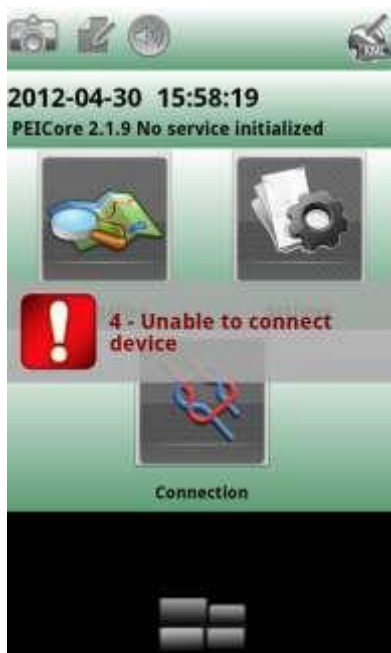 2012-04-30 15:58:19
PEICore 2.1.9 No service initialized
4 - Unable to connect
device
Connection